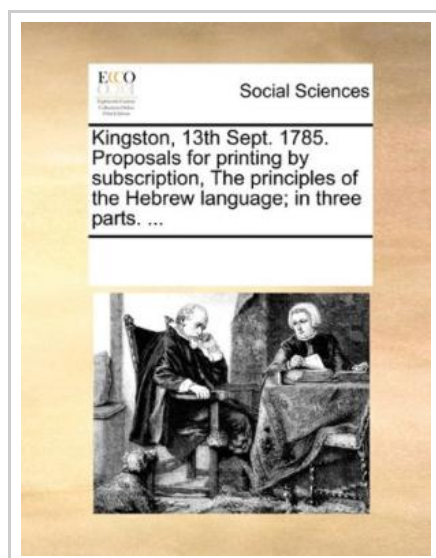 ECCO
Social Sciences
Kingston, 13th Sept. 1785.
Proposals for printing by
subscription, The principles of
the Hebrew language; in three
parts. ...